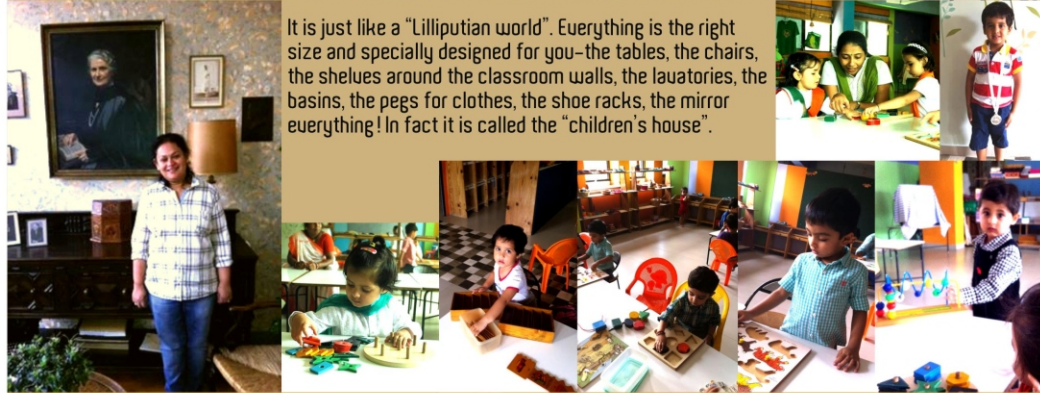 It is just like a “Lilliputian world”. Everything is the right
size and specially designed for you-the tables, the chairs,
the shelves around the classroom walls, the lavatories, the
basins, the pegs for clothes, the shoe racks, the mirror
everything! In fact it is called the “children's house”.